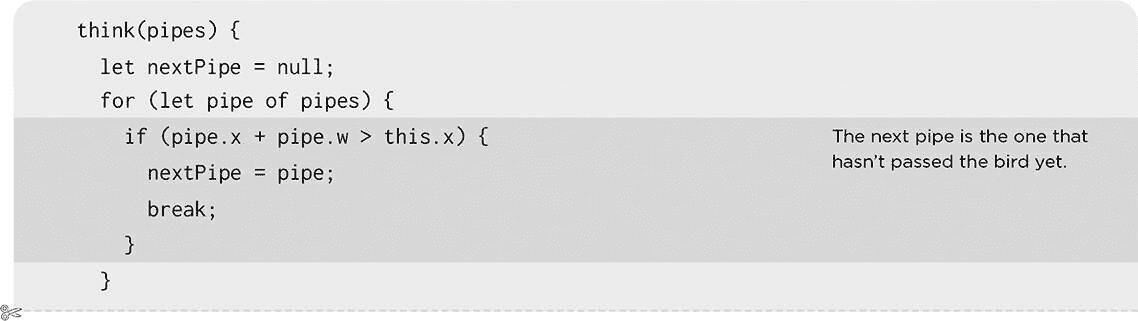 think(pipes) {
let nextPipe = null;
for (let pipe of pipes) {
if (pipe.x + pipe.w > this.x) {
The next pipe is the one that
hasn’t passed the bird yet.
nextPipe = pipe;
break;
}
}